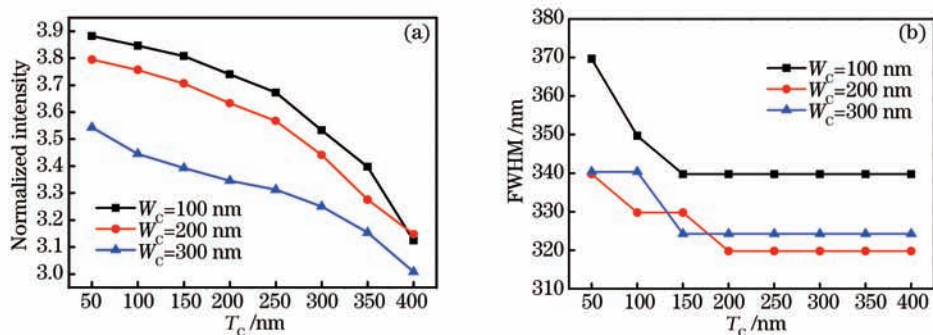 (a)
Normalized intensity
3.9
3.8
3.7
3.6
3.5
3.4
3.3
3.2
3.1
3.0
W_c=100 nm
W_c=200 nm
W_c=300 nm
50 100 150 200 250 300 350 400
T_c /nm
(b)
FWHM /nm
380
370
360
350
340
330
320
310
W_c=100 nm
W_c=200 nm
W_c=300 nm
50 100 150 200 250 300 350 400
T_c /nm